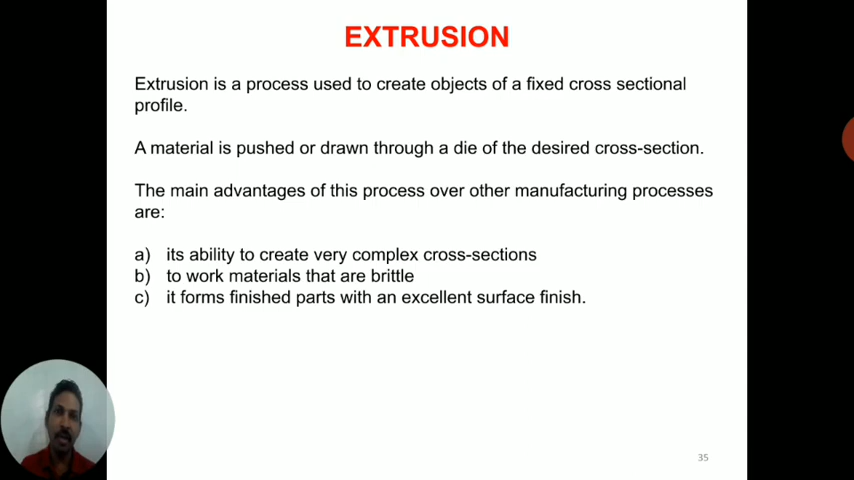 EXTRUSION
Extrusion is a process used to create objects of a fixed cross sectional
profile.
A material is pushed or drawn through a die of the desired cross-section.
The main advantages of this process over other manufacturing processes
are:
a) its ability to create very complex cross-sections
b) to work materials that are brittle
c) it forms finished parts with an excellent surface finish.
35